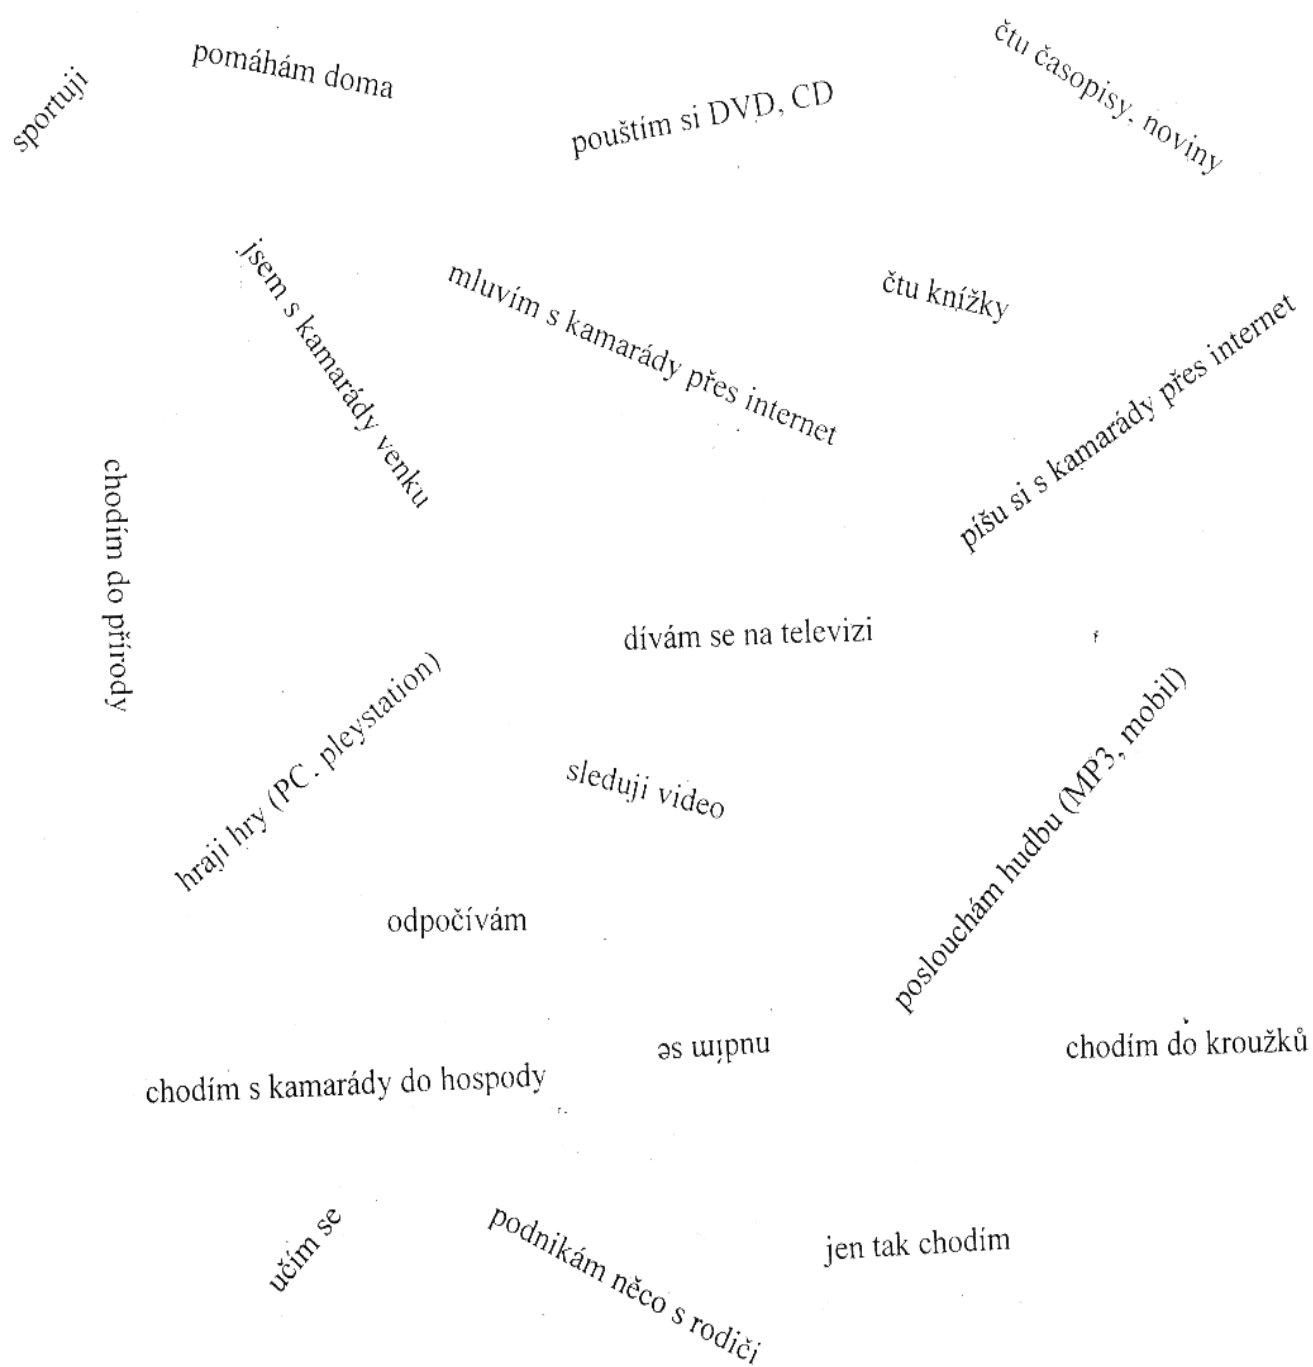 sportuji
pomáhám doma
pouštím si DVD, CD
čtu časopisy, noviny
jsem s kamarády venku
mluvím s kamarády přes internet
čtu knížky
píšu si s kamarády přes internet
chodím do přírody
dívám se na televizi
hraji hry (PC, pleystation)
sleduji video
poslouchám hudbu (MP3, mobil)
odpočívám
nudím se
chodím do kroužků
chodím s kamarády do hospody
učím se
podnikám něco s rodiči
jen tak chodím